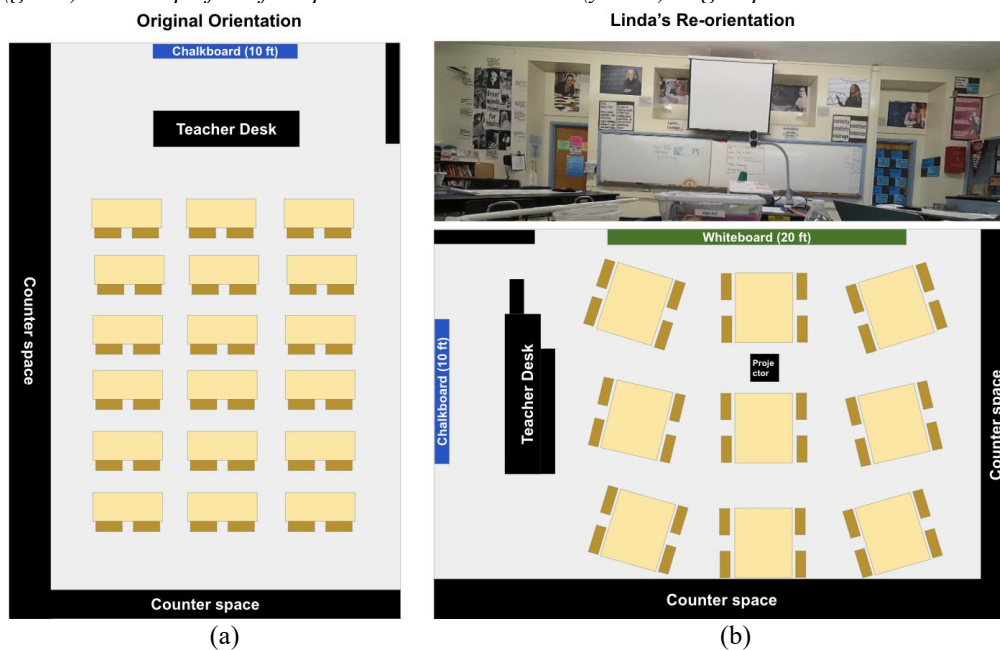 Original Orientation
Linda's Re-orientation
Chalkboard (10 ft)
Teacher Desk
Counter space
Counter space
(a)
Whiteboard (20 ft)
Chalkboard (10 ft)
Teacher Desk
Proje
ctor
Counter space
Counter space
(b)